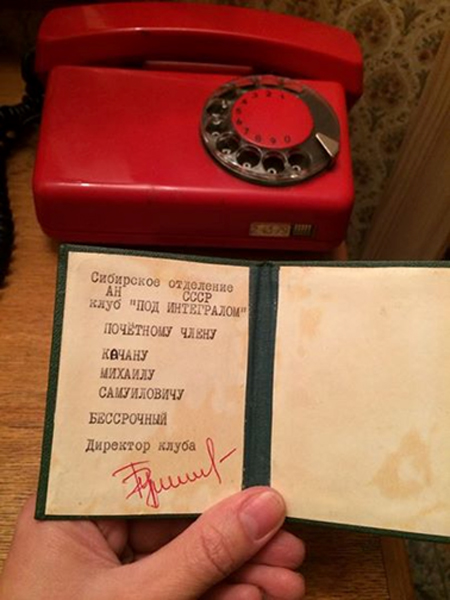 Сибирское отделение
АН СССР
клуб "ПОД ИНТЕГРАЛОМ"
ПОЧЁТНОМУ ЧЛЕНУ
КАЧАНУ
МИХАИЛУ
САМУИЛОВИЧУ
БЕССРОЧНЫЙ
Директор клуба